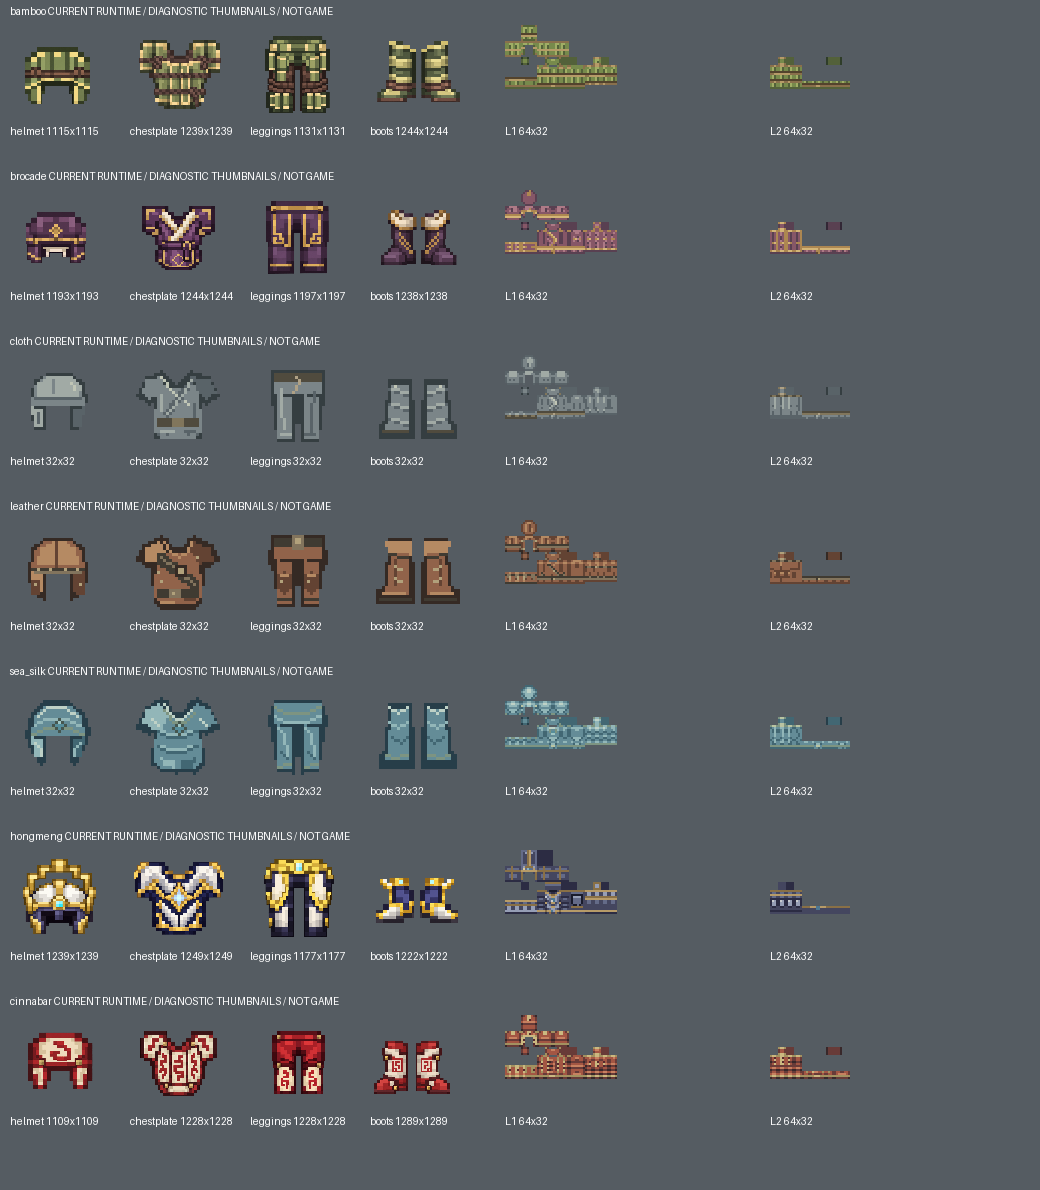 bamboo CURRENT RUNTIME / DIAGNOSTIC THUMBNAILS / NOT GAME
helmet 1115x1115 chestplate 1239x1239 leggings 1131x1131 boots 1244x1244 L1 64x32 L2 64x32
brocade CURRENT RUNTIME / DIAGNOSTIC THUMBNAILS / NOT GAME
helmet 1193x1193 chestplate 1244x1244 leggings 1197x1197 boots 1238x1238 L1 64x32 L2 64x32
cloth CURRENT RUNTIME / DIAGNOSTIC THUMBNAILS / NOT GAME
helmet 32x32 chestplate 32x32 leggings 32x32 boots 32x32 L1 64x32 L2 64x32
leather CURRENT RUNTIME / DIAGNOSTIC THUMBNAILS / NOT GAME
helmet 32x32 chestplate 32x32 leggings 32x32 boots 32x32 L1 64x32 L2 64x32
sea_silk CURRENT RUNTIME / DIAGNOSTIC THUMBNAILS / NOT GAME
helmet 32x32 chestplate 32x32 leggings 32x32 boots 32x32 L1 64x32 L2 64x32
hongmeng CURRENT RUNTIME / DIAGNOSTIC THUMBNAILS / NOT GAME
helmet 1239x1239 chestplate 1249x1249 leggings 1177x1177 boots 1222x1222 L1 64x32 L2 64x32
cinnabar CURRENT RUNTIME / DIAGNOSTIC THUMBNAILS / NOT GAME
helmet 1109x1109 chestplate 1228x1228 leggings 1228x1228 boots 1289x1289 L1 64x32 L2 64x32